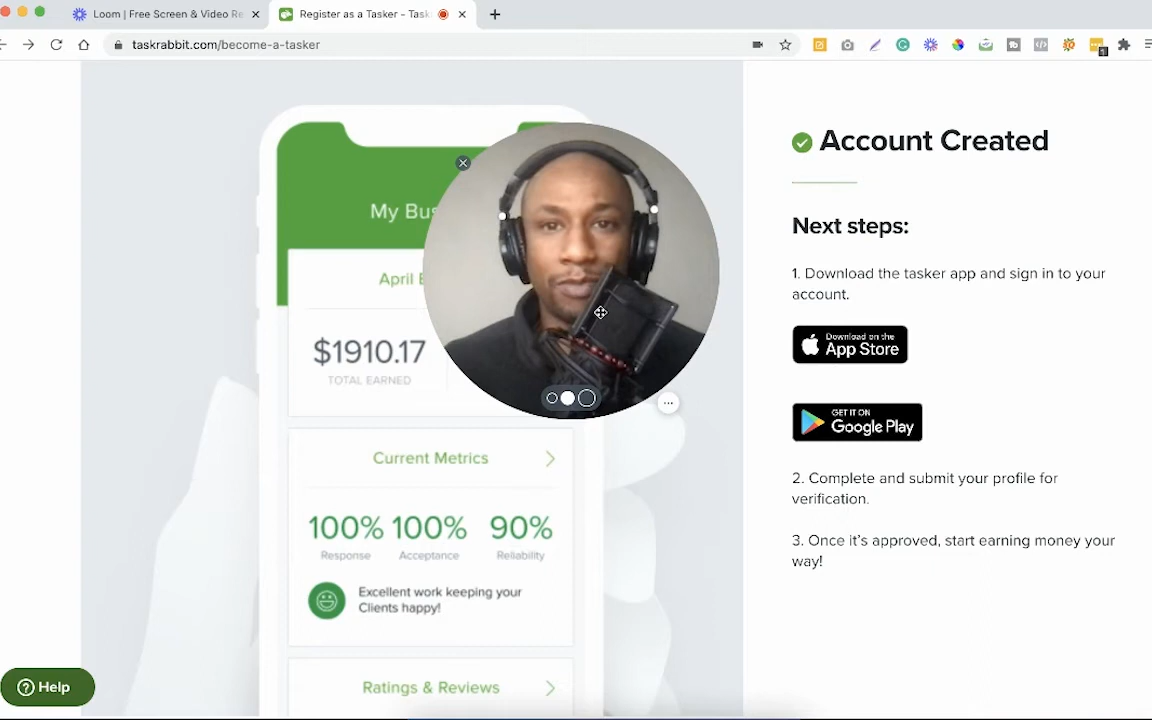 Loom | Free Screen & Video Re
Register as a Tasker - Task
taskrabbit.com/become-a-tasker
My Bus
April E
$1910.17
TOTAL EARNED
Current Metrics
100% 100% 90%
Response Acceptance Reliability
Excellent work keeping your
Clients happy!
Ratings & Reviews
Help
Account Created
Next steps:
1. Download the tasker app and sign in to your
account.
Download on the
App Store
GET IT ON
Google Play
2. Complete and submit your profile for
verification.
3. Once it's approved, start earning money your
way!